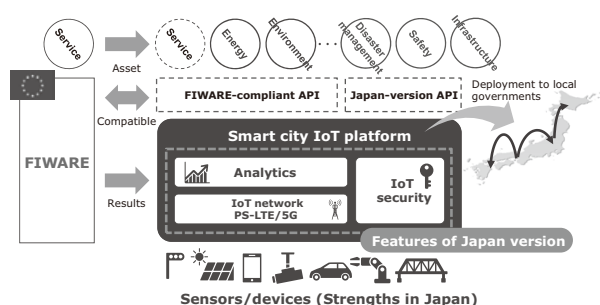 Service
Service
Energy
Environment
...
Disaster
management
Safety
Infrastructure
Asset
FIWARE-compliant API
Japan-version API
Deployment to local
governments
Compatible
Smart city IoT platform
FIWARE
Analytics
IoT
security
IoT network
PS-LTE/5G
Results
Features of Japan version
Sensors/devices (Strengths in Japan)